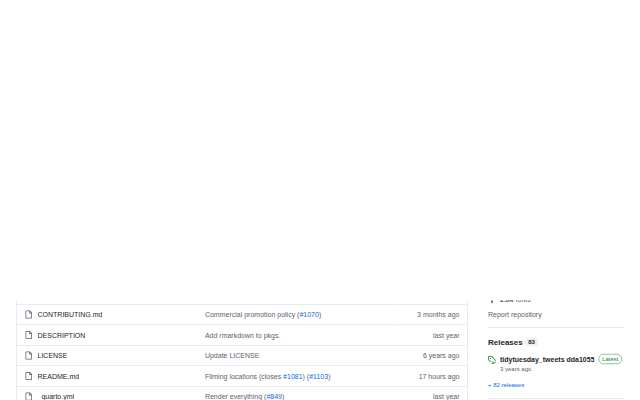 CONTRIBUTING.md Commercial promotion policy (#1070) 3 months ago
DESCRIPTION Add rmarkdown to pkgs. last year
LICENSE Update LICENSE 6 years ago
README.md Filming locations (closes #1081) (#1103) 17 hours ago
_quarto.yml Render everything (#849) last year
Report repository
Releases 83
tidytuesday_tweets dda1055 Latest
3 years ago
+ 82 releases